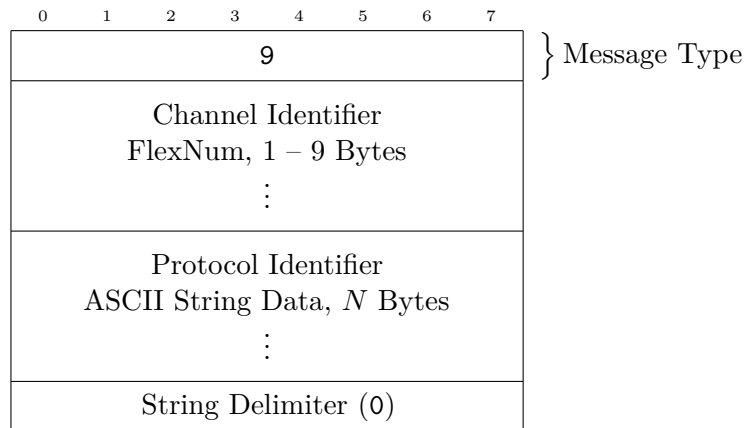 0 1 2 3 4 5 6 7
9
Message Type
Channel Identifier
FlexNum, 1 – 9 Bytes
⋮
Protocol Identifier
ASCII String Data, N Bytes
⋮
String Delimiter (0)